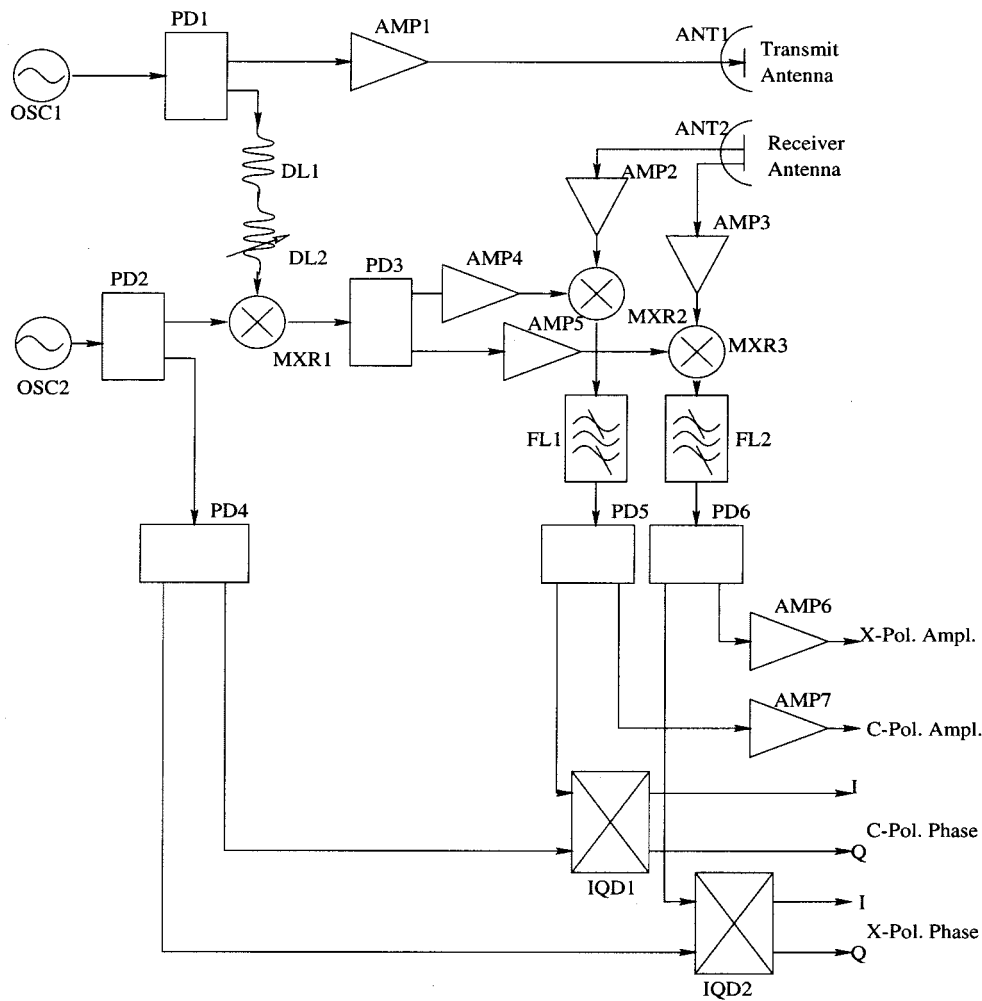 PD1
AMP1
ANT1
Transmit
Antenna
OSC1
ANT2
Receiver
Antenna
DL1
AMP2
AMP3
DL2
PD2
PD3
AMP4
MXR1
AMP5
MXR2
MXR3
OSC2
FL1
FL2
PD4
PD5
PD6
AMP6
X-Pol. Ampl.
AMP7
C-Pol. Ampl.
I
C-Pol. Phase
Q
IQD1
I
X-Pol. Phase
Q
IQD2